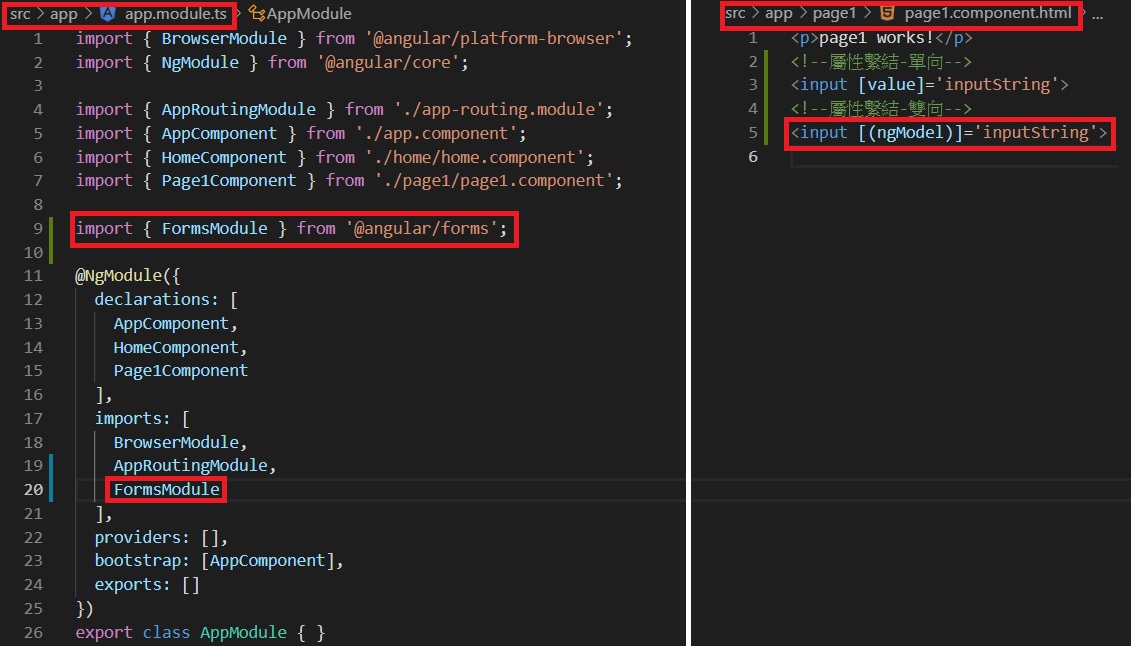 src > app > app.module.ts > AppModule
1 import { BrowserModule } from '@angular/platform-browser';
2 import { NgModule } from '@angular/core';
3
4 import { AppRoutingModule } from './app-routing.module';
5 import { AppComponent } from './app.component';
6 import { HomeComponent } from './home/home.component';
7 import { Page1Component } from './page1/page1.component';
8
9 import { FormsModule } from '@angular/forms';
10
11 @NgModule({
12   declarations: [
13     AppComponent,
14     HomeComponent,
15     Page1Component
16   ],
17   imports: [
18     BrowserModule,
19     AppRoutingModule,
20     FormsModule
21   ],
22   providers: [],
23   bootstrap: [AppComponent],
24   exports: []
25 })
26 export class AppModule { }
src > app > page1 > page1.component.html > ...
1 <p>page1 works!</p>
2 <!--屬性繫結-單向-->
3 <input [value]='inputString'>
4 <!--屬性繫結-雙向-->
5 <input [(ngModel)]='inputString'>
6